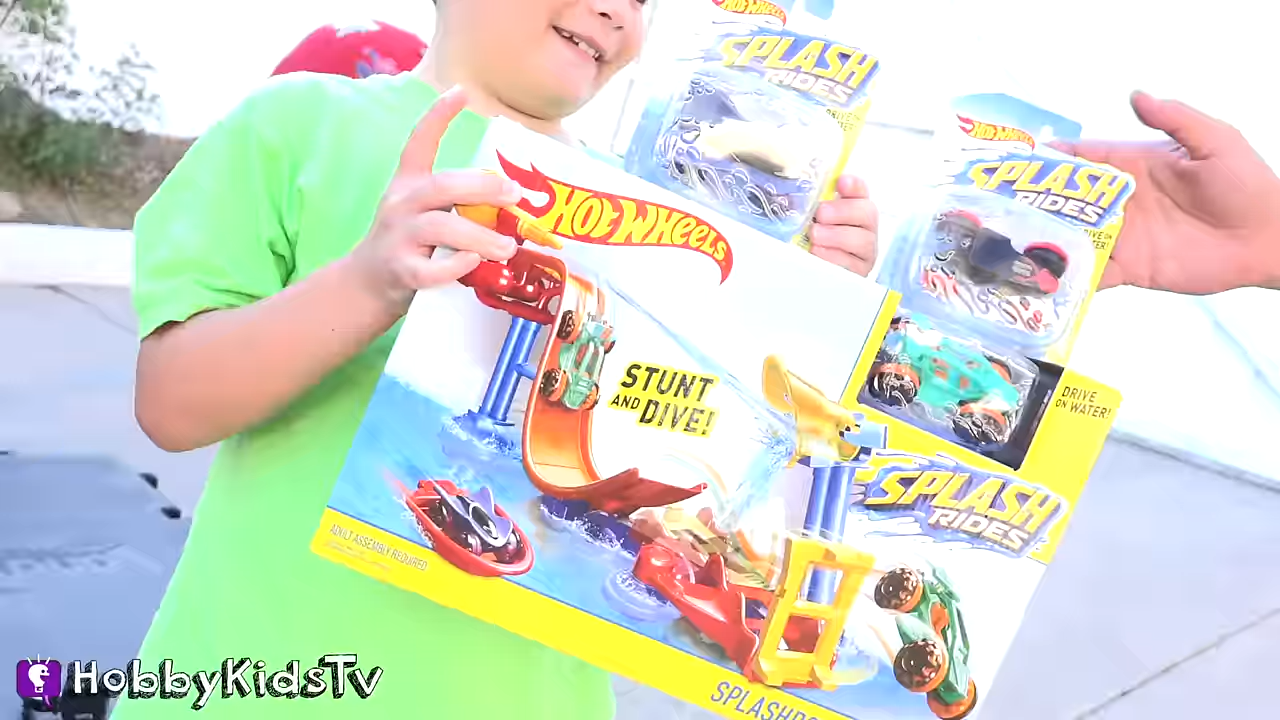 HOT WHEELS
SPLASH
RIDES
HOT WHEELS
SPLASH
RIDES
HOT WHEELS
STUNT
AND DIVE!
DRIVE
ON WATER!
SPLASH
RIDES
ADULT ASSEMBLY REQUIRED
HobbyKidsTv